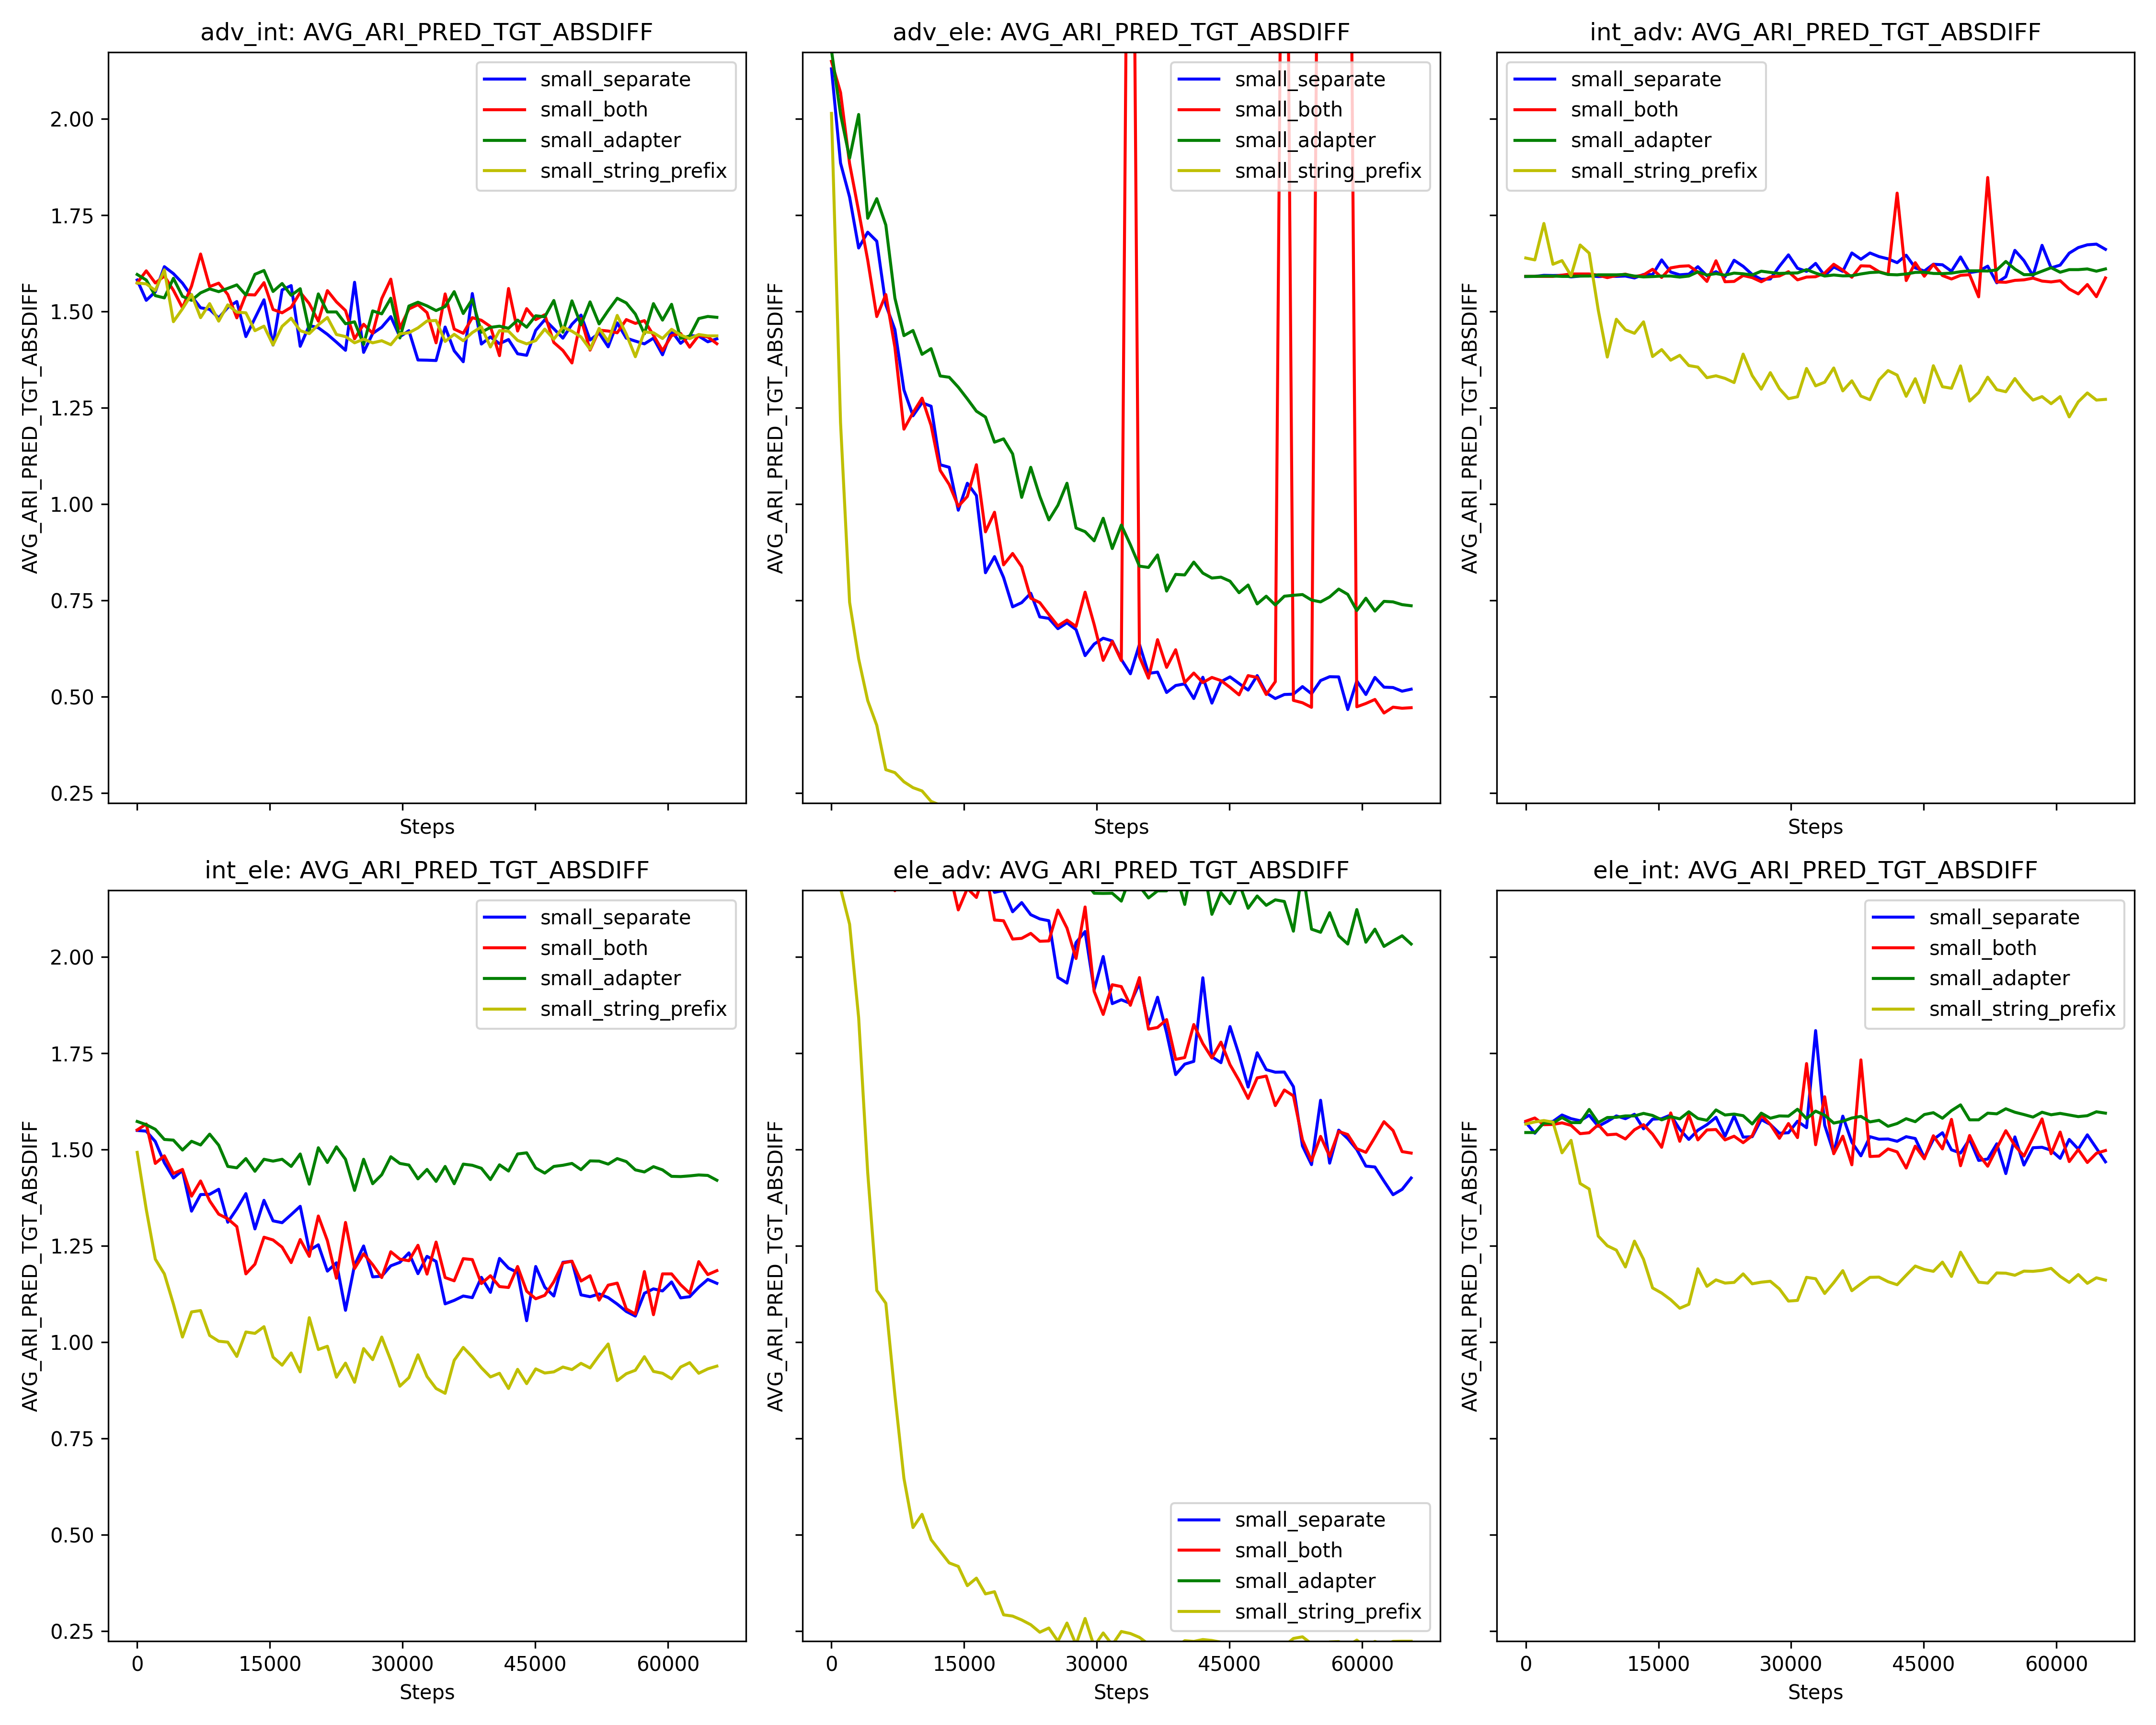 adv_int: AVG_ARI_PRED_TGT_ABSDIFF
AVG_ARI_PRED_TGT_ABSDIFF
2.00
1.75
1.50
1.25
1.00
0.75
0.50
0.25
small_separate
small_both
small_adapter
small_string_prefix
Steps
adv_ele: AVG_ARI_PRED_TGT_ABSDIFF
AVG_ARI_PRED_TGT_ABSDIFF
small_separate
small_both
small_adapter
small_string_prefix
Steps
int_adv: AVG_ARI_PRED_TGT_ABSDIFF
AVG_ARI_PRED_TGT_ABSDIFF
small_separate
small_both
small_adapter
small_string_prefix
Steps
int_ele: AVG_ARI_PRED_TGT_ABSDIFF
AVG_ARI_PRED_TGT_ABSDIFF
2.00
1.75
1.50
1.25
1.00
0.75
0.50
0.25
small_separate
small_both
small_adapter
small_string_prefix
0 15000 30000 45000 60000
Steps
ele_adv: AVG_ARI_PRED_TGT_ABSDIFF
AVG_ARI_PRED_TGT_ABSDIFF
small_separate
small_both
small_adapter
small_string_prefix
0 15000 30000 45000 60000
Steps
ele_int: AVG_ARI_PRED_TGT_ABSDIFF
AVG_ARI_PRED_TGT_ABSDIFF
small_separate
small_both
small_adapter
small_string_prefix
0 15000 30000 45000 60000
Steps